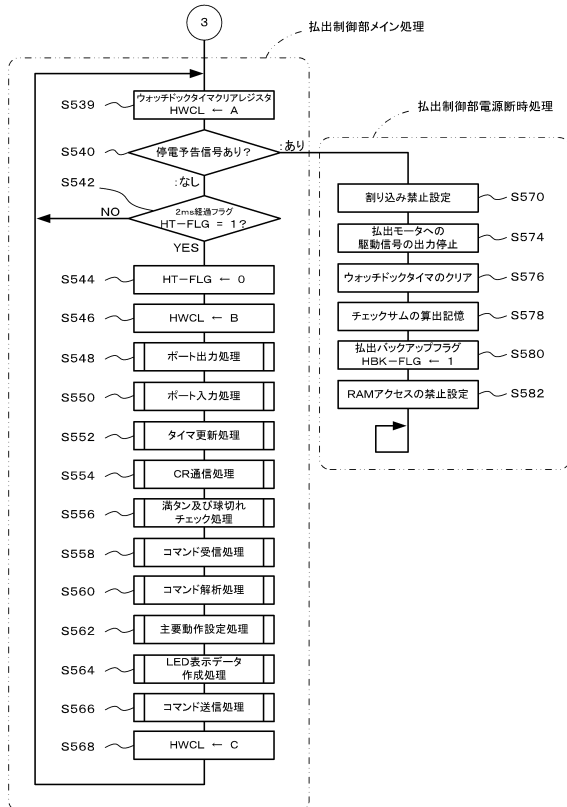 3
払出制御部メイン処理
S539
ウォッチドックタイマクリアレジスタ
HWCL ← A
払出制御部電源断時処理
S540
停電予告信号あり?
:あり
:なし
S542
2ms経過フラグ
HT-FLG = 1?
NO
YES
割り込み禁止設定
S570
払出モータへの
駆動信号の出力停止
S574
S544
HT-FLG ← 0
ウォッチドックタイマのクリア
S576
S546
HWCL ← B
チェックサムの算出記憶
S578
S548
ポート出力処理
払出バックアップフラグ
HBK-FLG ← 1
S580
S550
ポート入力処理
RAMアクセスの禁止設定
S582
S552
タイマ更新処理
S554
CR通信処理
S556
満タン及び球切れ
チェック処理
S558
コマンド受信処理
S560
コマンド解析処理
S562
主要動作設定処理
S564
LED表示データ
作成処理
S566
コマンド送信処理
S568
HWCL ← C